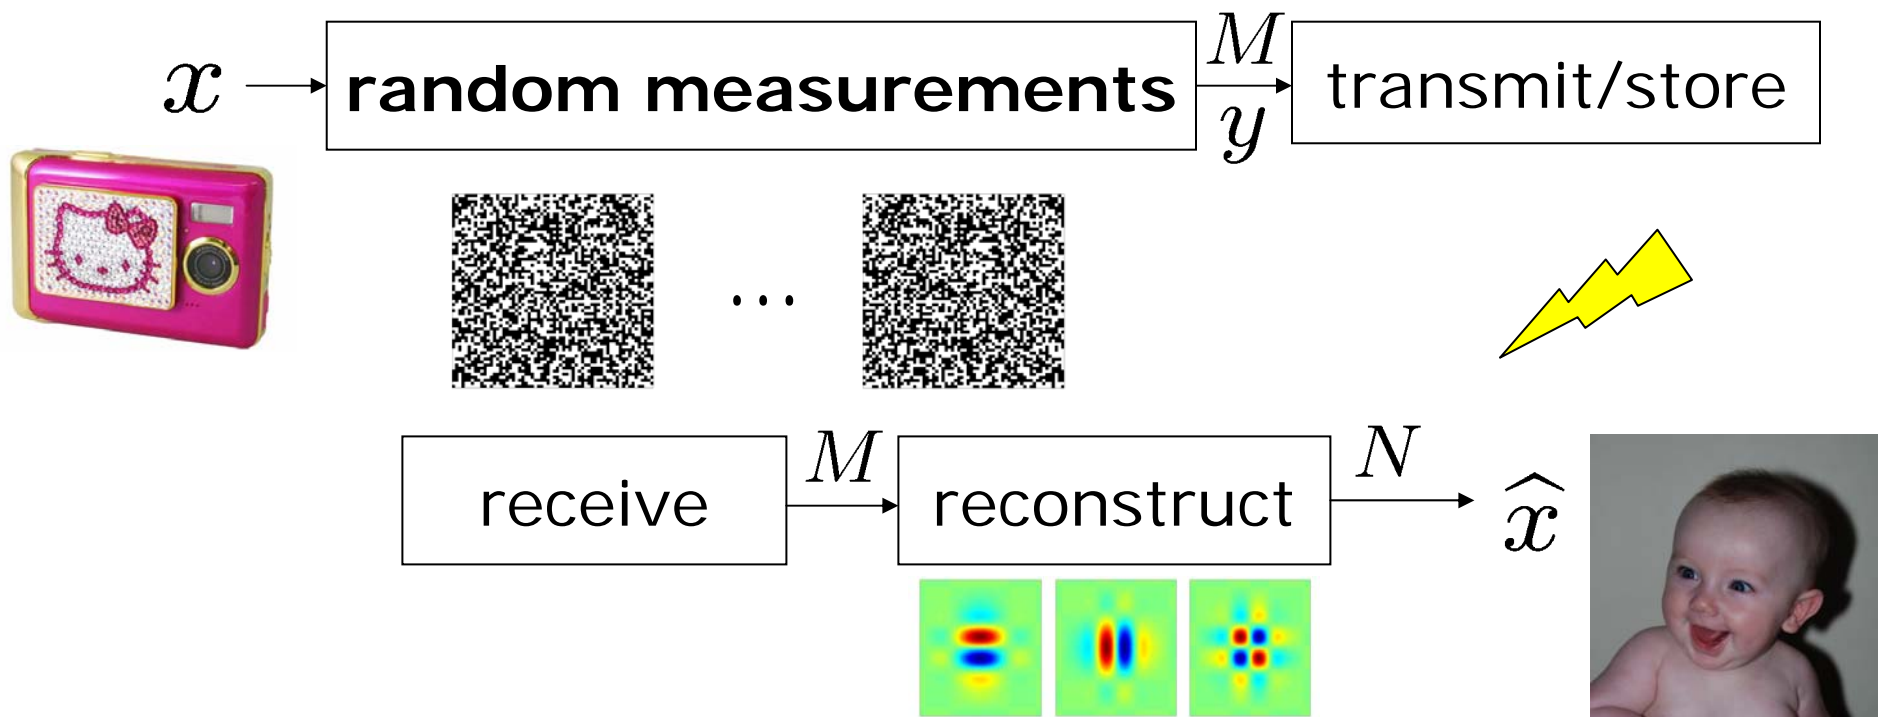 x random measurements M y transmit/store
...
receive M reconstruct N x̂